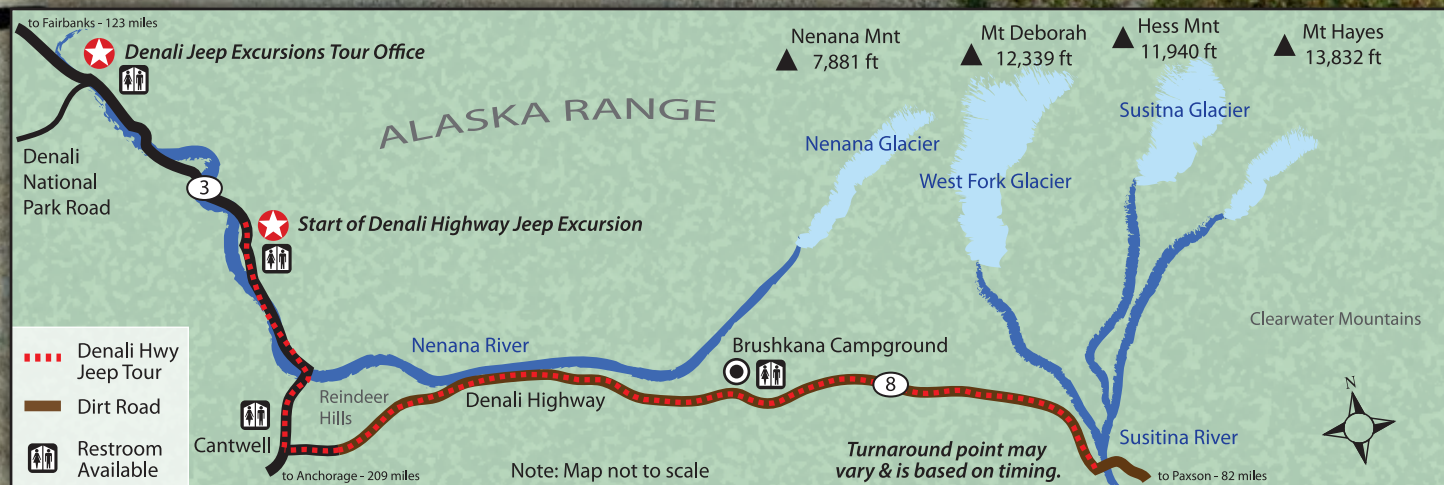 to Fairbanks - 123 miles
Denali Jeep Excursions Tour Office
Nenana Mnt
7,881 ft
Mt Deborah
12,339 ft
Hess Mnt
11,940 ft
Mt Hayes
13,832 ft
ALASKA RANGE
Denali
National
Park Road
3
Start of Denali Highway Jeep Excursion
Nenana Glacier
West Fork Glacier
Susitna Glacier
Clearwater Mountains
Nenana River
Brushkana Campground
8
Reindeer
Hills
Denali Highway
Cantwell
to Anchorage - 209 miles
Note: Map not to scale
Turnaround point may
vary & is based on timing.
Susitina River
to Paxson - 82 miles
N
Denali Hwy
Jeep Tour
Dirt Road
Restroom
Available